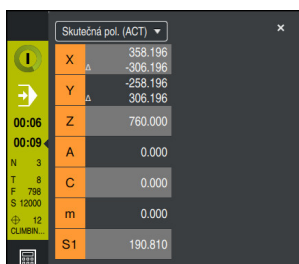 Skutečná pol. (ACT)
X 358.196
Δ -306.196
Y -258.196
Δ 306.196
Z 760.000
A 0.000
C 0.000
m 0.000
S1 190.810
00:06
00:09
N 3
T 8
F 798
S 12000
12
CLIMBIN...